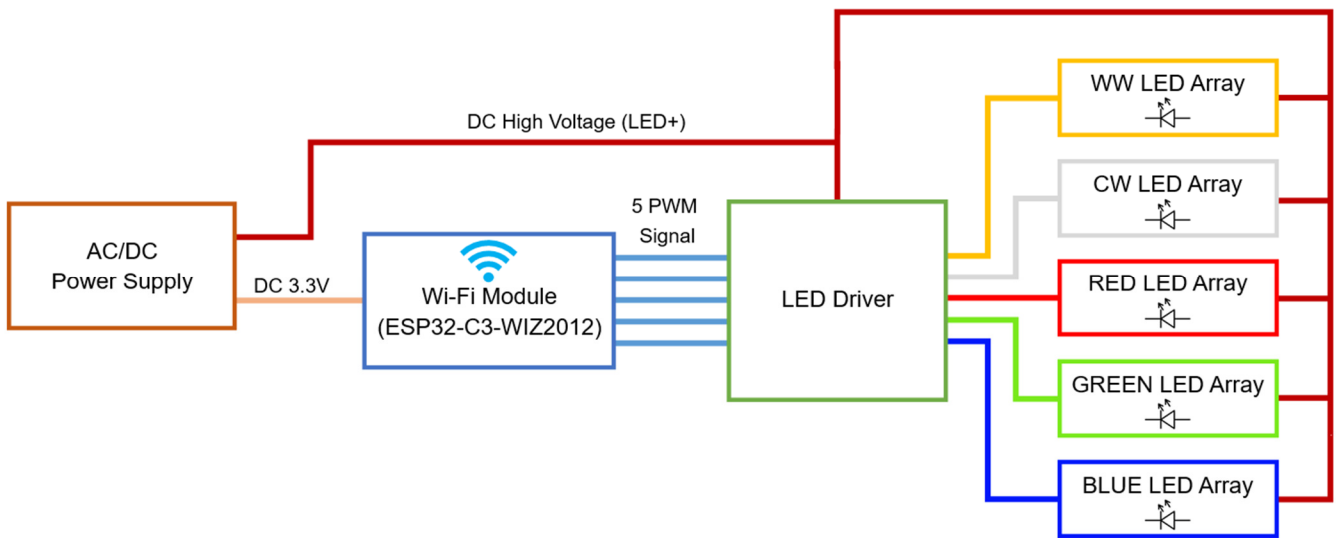 DC High Voltage (LED+)
AC/DC
Power Supply
DC 3.3V
Wi-Fi Module
(ESP32-C3-WIZ2012)
5 PWM
Signal
LED Driver
WW LED Array
CW LED Array
RED LED Array
GREEN LED Array
BLUE LED Array